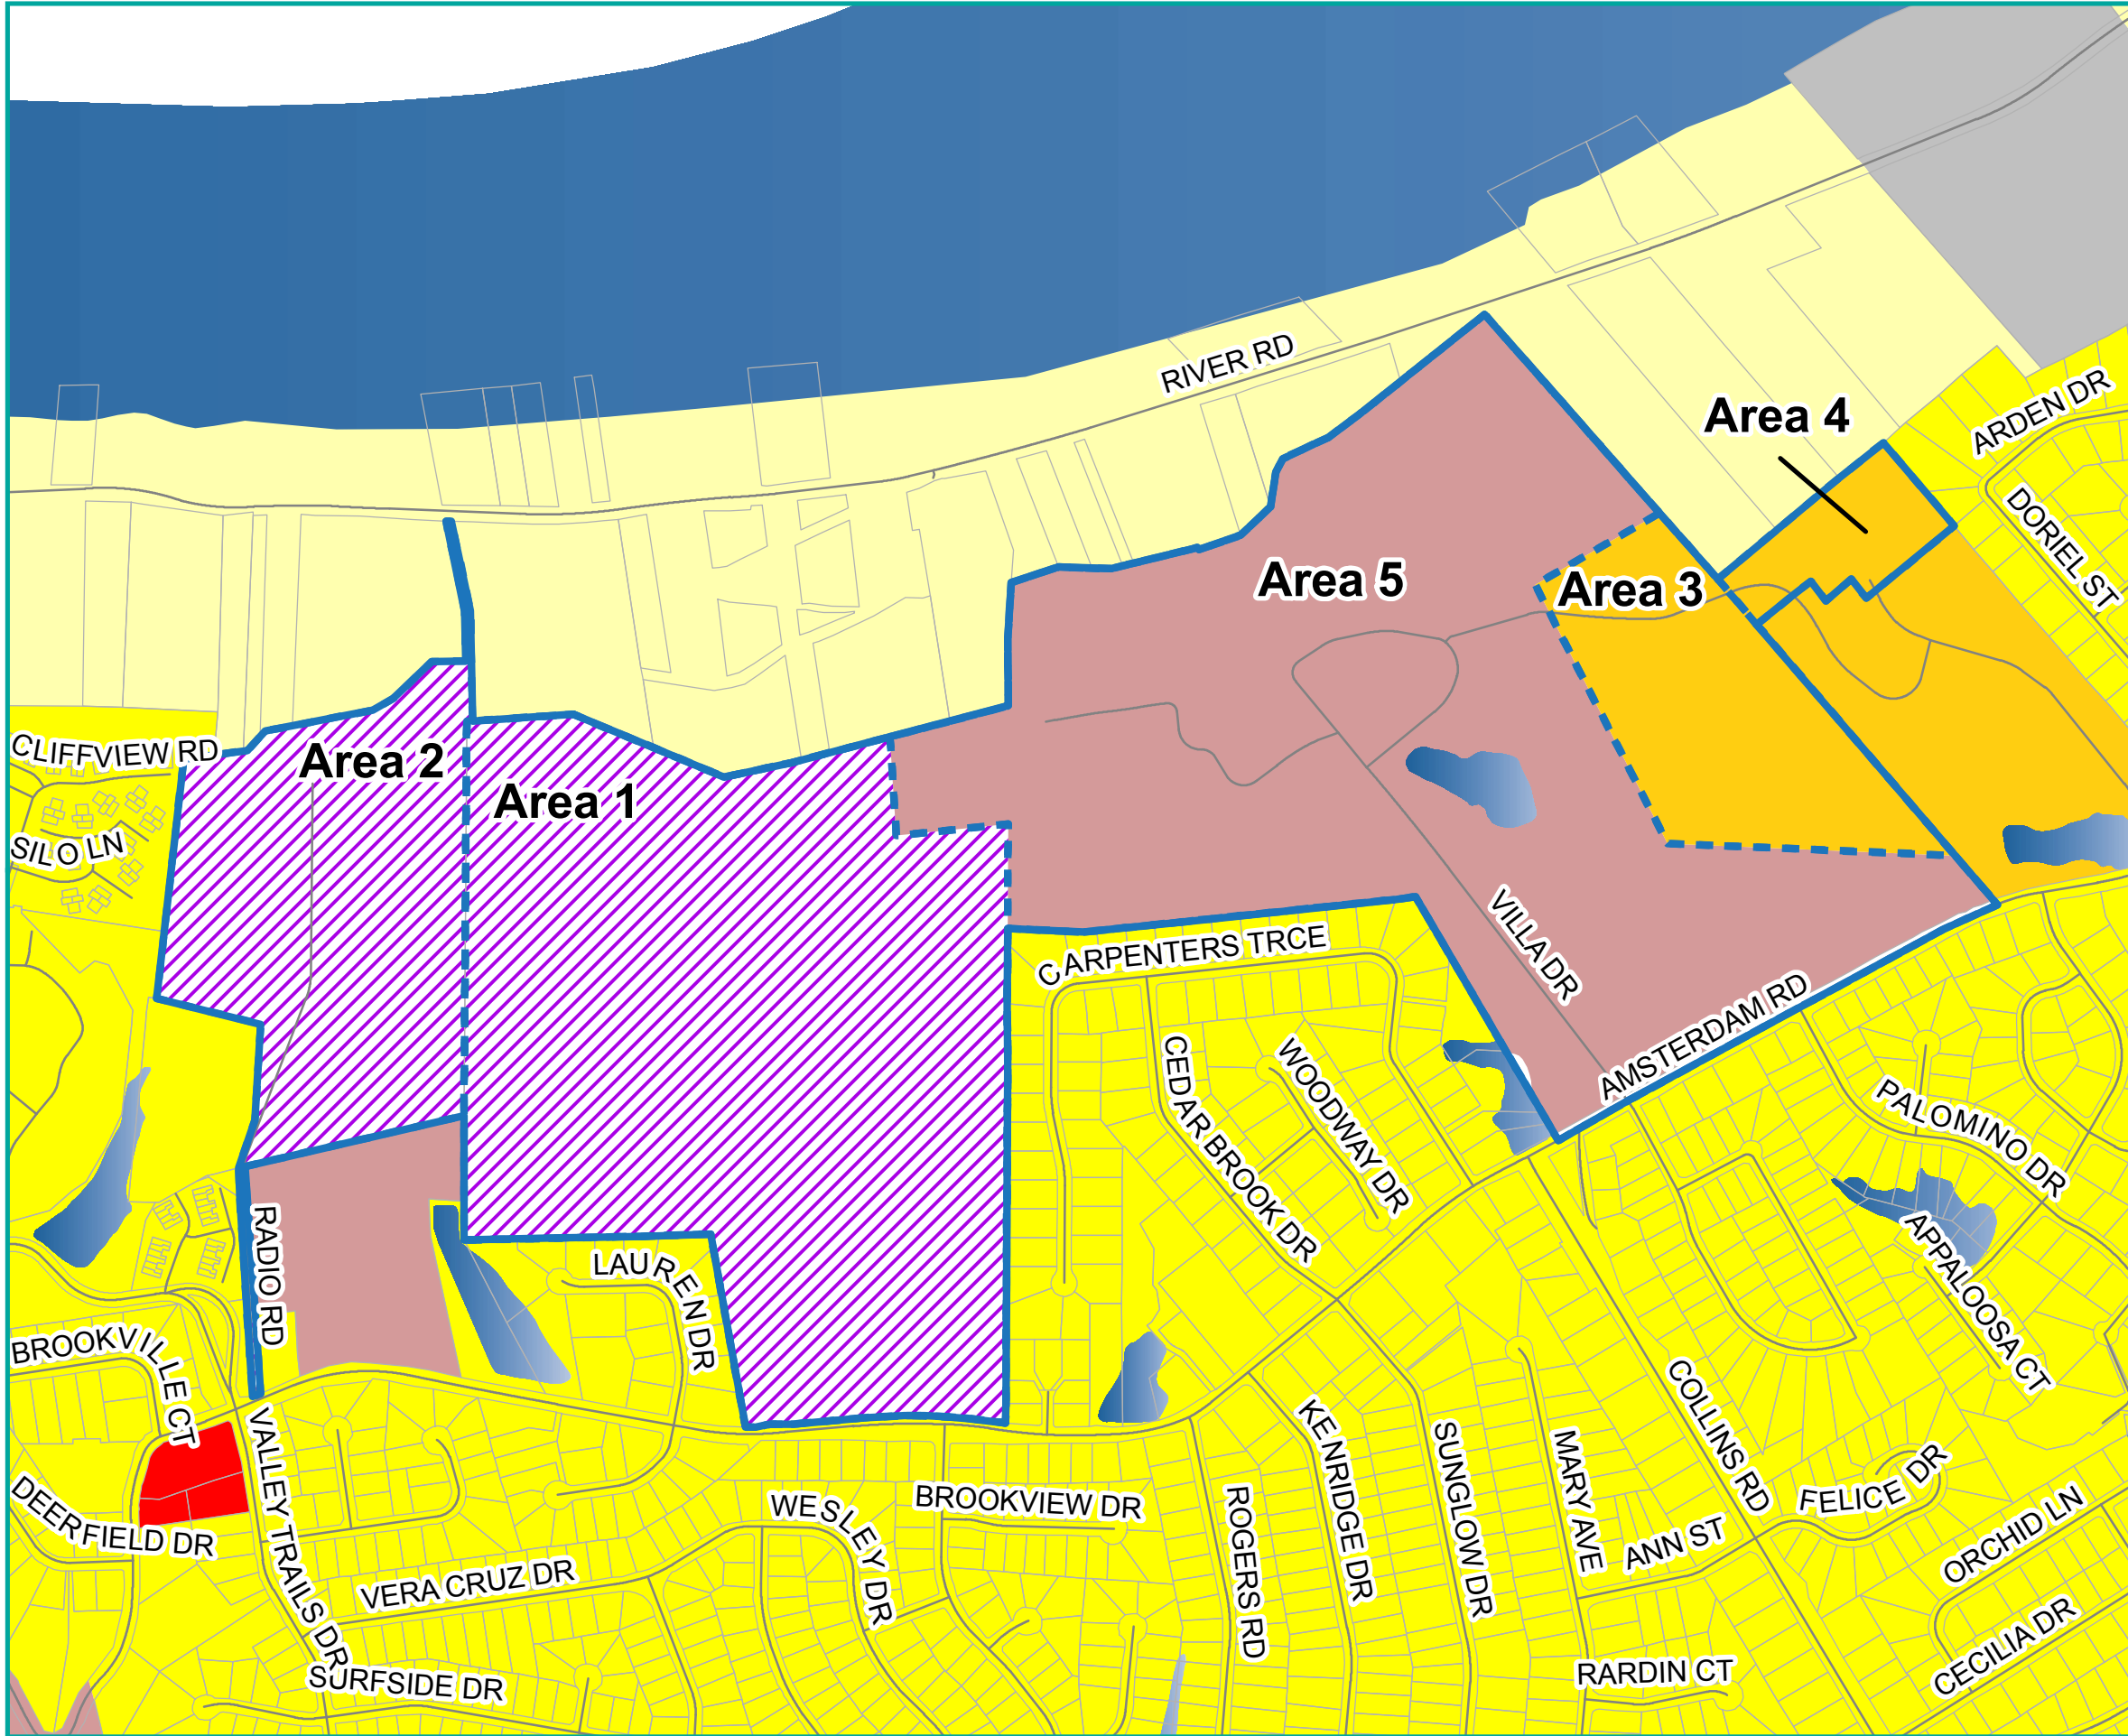 RIVER RD
Area 4
ARDEN DR
DORIEL ST
Area 5
Area 3
CLIFFVIEW RD
Area 2
Area 1
SILO LN
VILLA DR
CARPENTERS TRCE
AMSTERDAM RD
CEDAR BROOK DR
WOODWAY DR
PALOMINO DR
RADIO RD
LAUREN DR
APPALOOSA CT
BROOKVILLE CT
COLLINS RD
VALLEY TRAILS DR
KENRIDGE DR
SUNGLOW DR
MARY AVE
FELICE DR
DEERFIELD DR
WESLEY DR
BROOKVIEW DR
ROGERS RD
ANN ST
ORCHID LN
VERA CRUZ DR
CECILIA DR
SURFSIDE DR
RARDIN CT